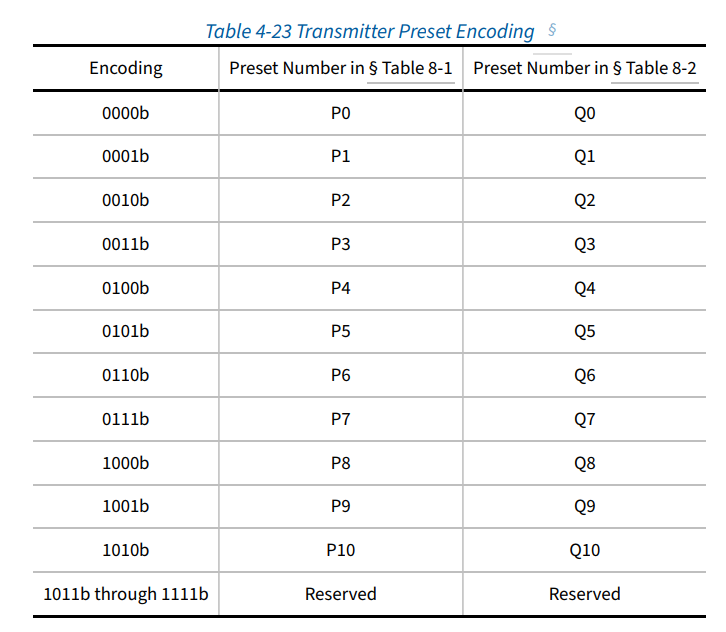 Table 4-23 Transmitter Preset Encoding §
Encoding Preset Number in § Table 8-1 Preset Number in § Table 8-2
0000b P0 Q0
0001b P1 Q1
0010b P2 Q2
0011b P3 Q3
0100b P4 Q4
0101b P5 Q5
0110b P6 Q6
0111b P7 Q7
1000b P8 Q8
1001b P9 Q9
1010b P10 Q10
1011b through 1111b Reserved Reserved